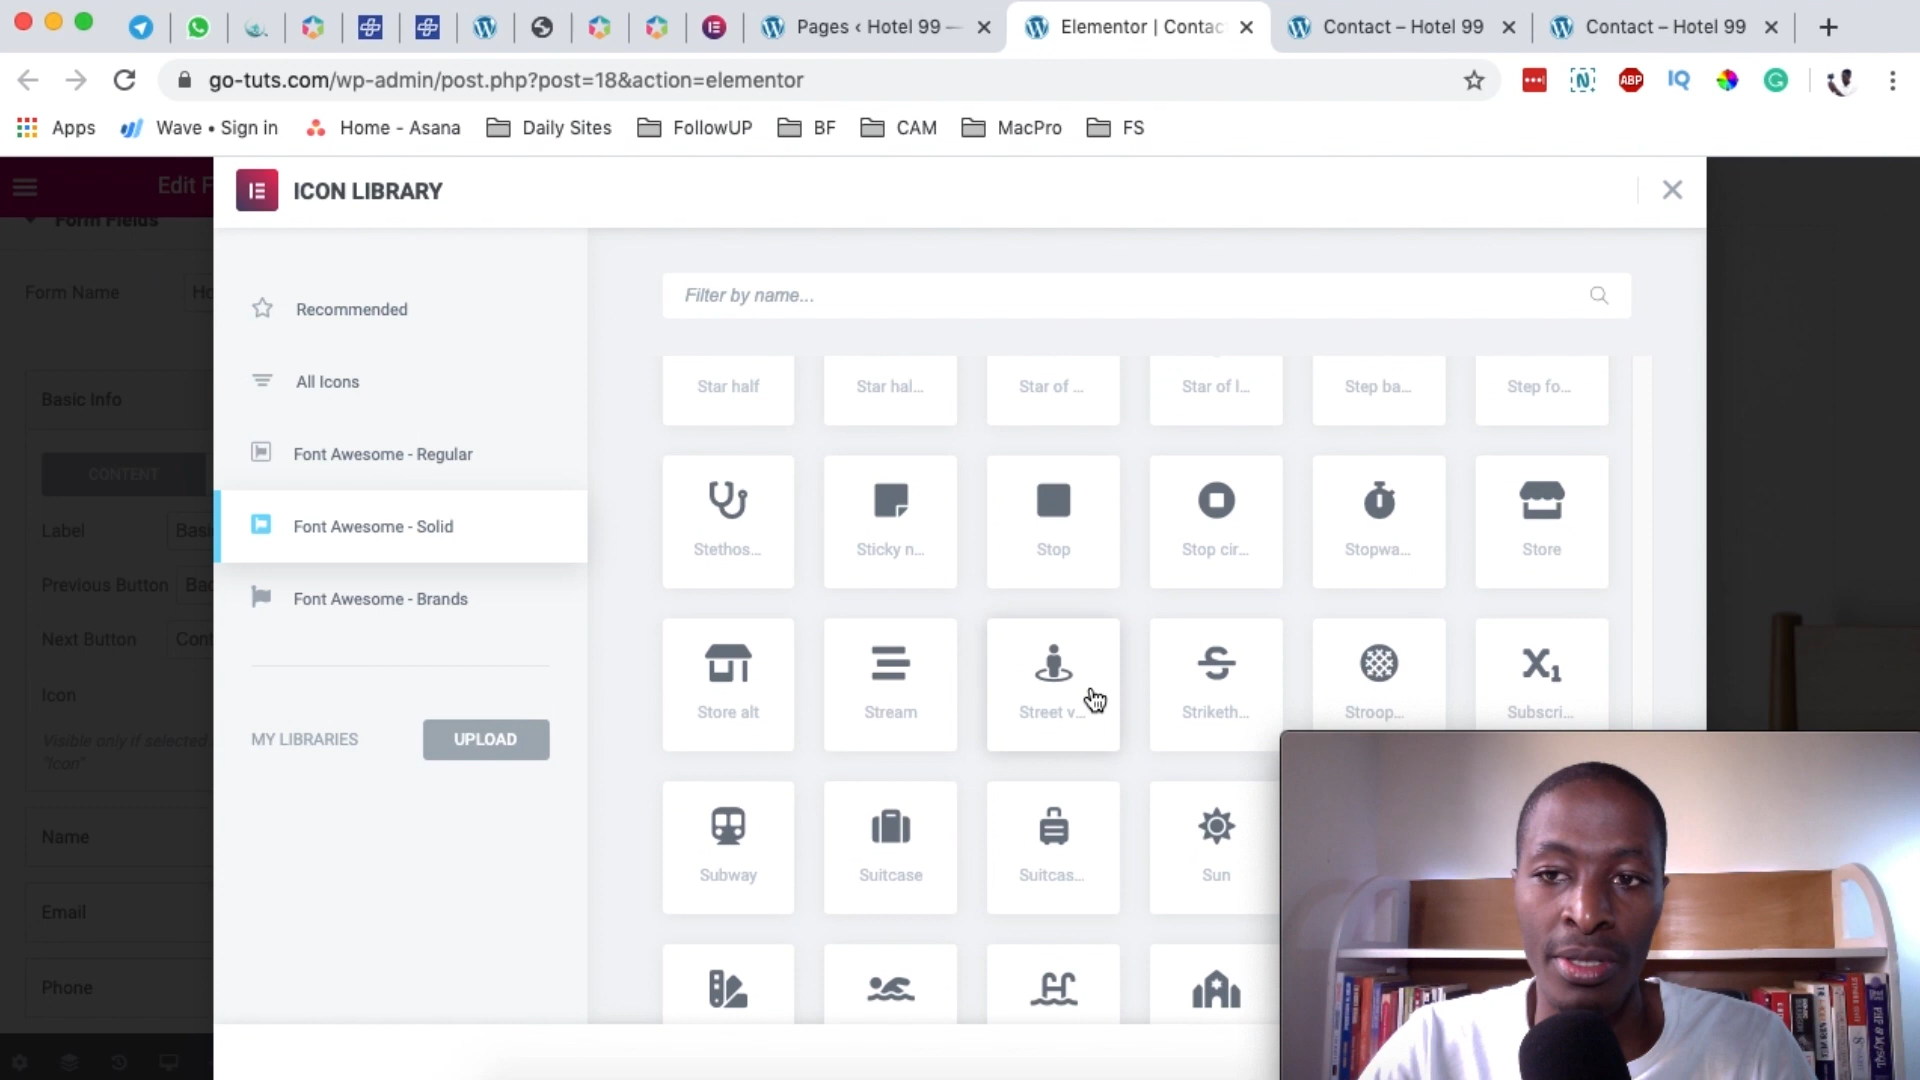 Pages ‹ Hotel 99 —
Elementor | Contac
Contact – Hotel 99
Contact – Hotel 99
go-tuts.com/wp-admin/post.php?post=18&action=elementor
ABP
IQ
Apps
Wave • Sign in
Home - Asana
Daily Sites
FollowUP
BF
CAM
MacPro
FS
Edit F
ICON LIBRARY
Form Fields
Form Name
Ho
Filter by name...
Recommended
All Icons
Basic Info
Star half
Star hal...
Star of ...
Star of l...
Step ba...
Step fo...
Font Awesome - Regular
CONTENT
Font Awesome - Solid
Label
Basi
Stethos...
Sticky n...
Stop
Stop cir...
Stopwa...
Store
Previous Button
Bac
Font Awesome - Brands
Next Button
Cont
Icon
Store alt
Stream
Street v...
Striketh...
Stroop...
Subscri...
Visible only if selected
"Icon"
MY LIBRARIES
UPLOAD
Name
Subway
Suitcase
Suitcas...
Sun
Email
Phone
PHP & MySQL